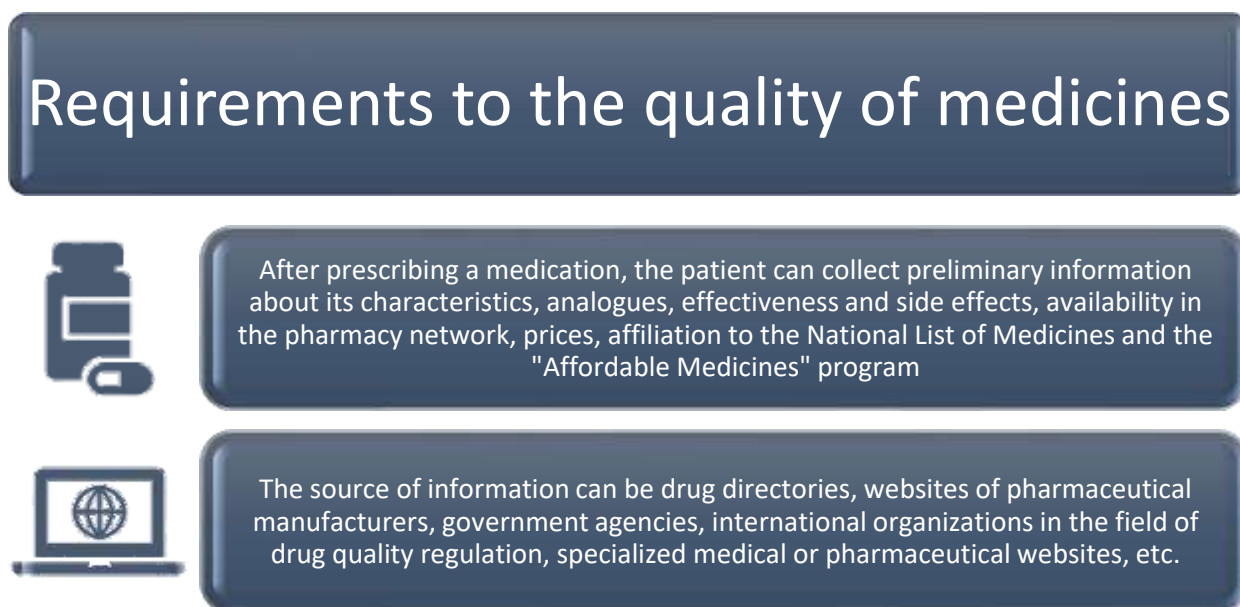 Requirements to the quality of medicines
After prescribing a medication, the patient can collect preliminary information
about its characteristics, analogues, effectiveness and side effects, availability in
the pharmacy network, prices, affiliation to the National List of Medicines and the
"Affordable Medicines" program
The source of information can be drug directories, websites of pharmaceutical
manufacturers, government agencies, international organizations in the field of
drug quality regulation, specialized medical or pharmaceutical websites, etc.